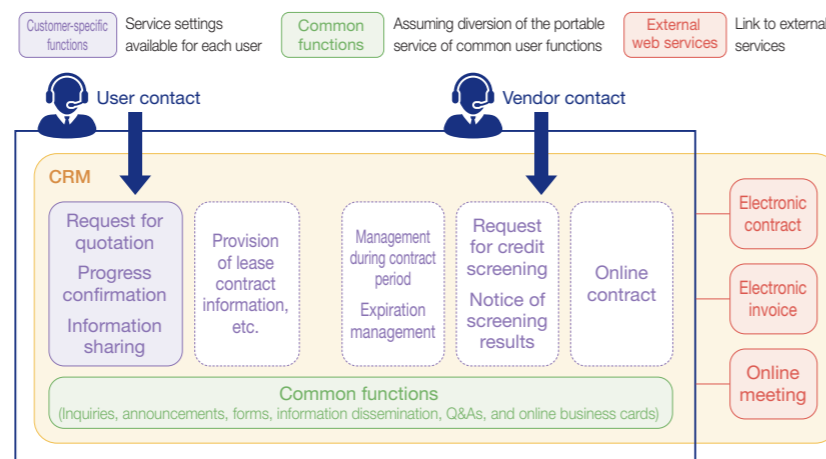 Customer-specific
functions
Service settings
available for each user
Common
functions
Assuming diversion of the portable
service of common user functions
External
web services
Link to external
services
User contact
Vendor contact
CRM
Request for
quotation
Progress
confirmation
Information
sharing
Provision
of lease
contract
information,
etc.
Management
during contract
period
Expiration
management
Request
for credit
screening
Notice of
screening
results
Online
contract
Electronic
contract
Electronic
invoice
Online
meeting
Common functions
(Inquiries, announcements, forms, information dissemination, Q&As, and online business cards)